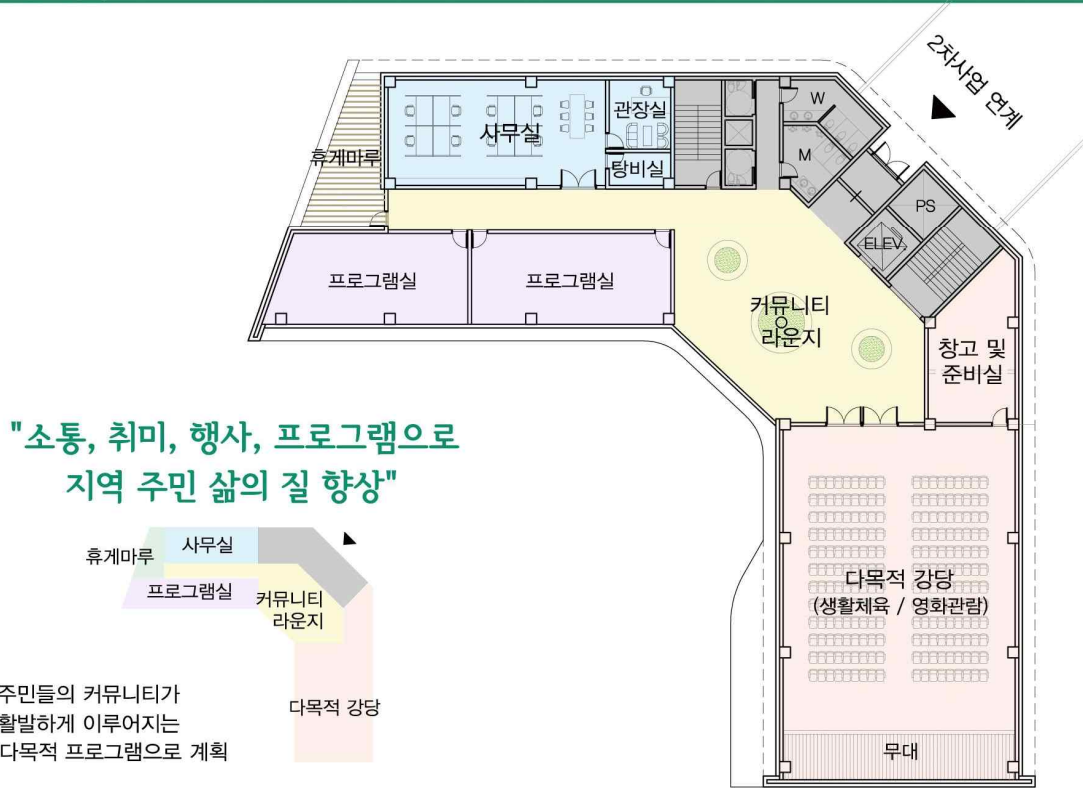 2차사업 연계
W
관장실
사무실
휴게마루
탕비실
M
PS
ELEV.
프로그램실
프로그램실
커뮤니티
라운지
창고 및
준비실
"소통, 취미, 행사, 프로그램으로
지역 주민 삶의 질 향상"
휴게마루
사무실
프로그램실
커뮤니티
라운지
다목적 강당
(생활체육 / 영화관람)
다목적 강당
주민들의 커뮤니티가
활발하게 이루어지는
다목적 프로그램으로 계획
무대